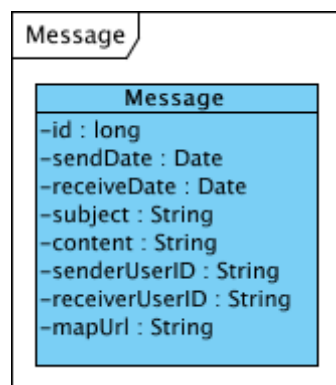 Message
Message
-id : long
-sendDate : Date
-receiveDate : Date
-subject : String
-content : String
-senderUserID : String
-receiverUserID : String
-mapUrl : String